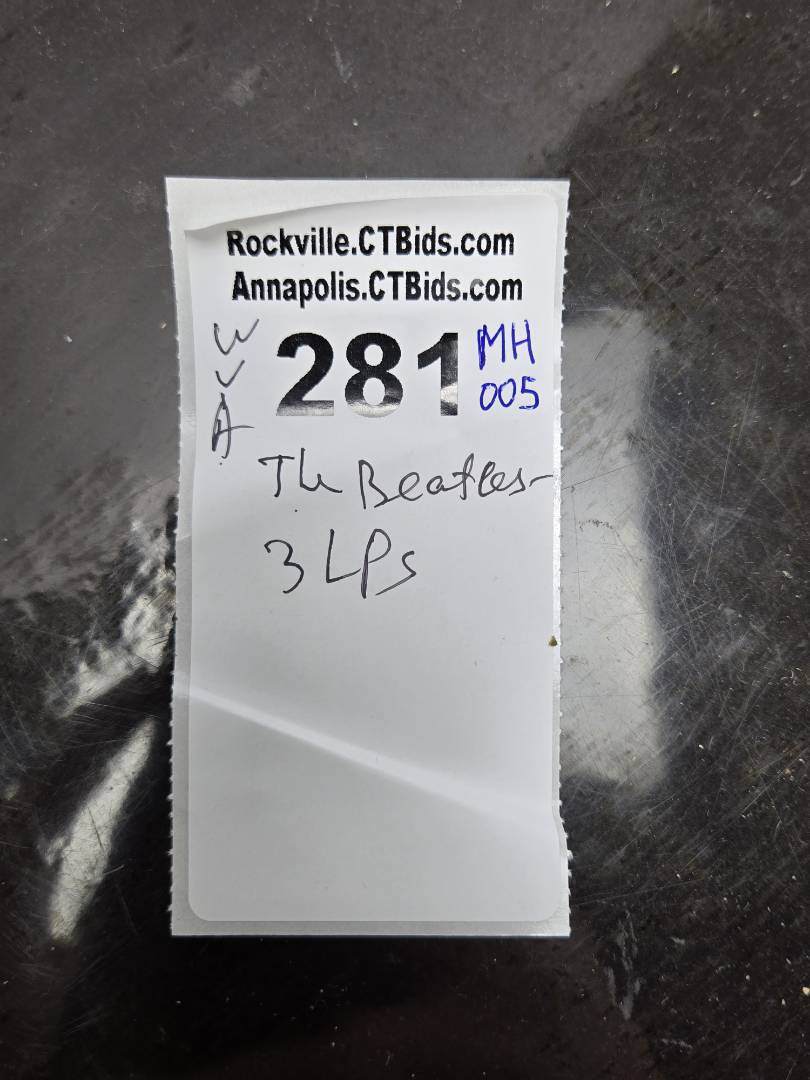 Rockville.CTBids.com
Annapolis.CTBids.com
W
V
A
281
MH
005
The Beatles-
3 LPs